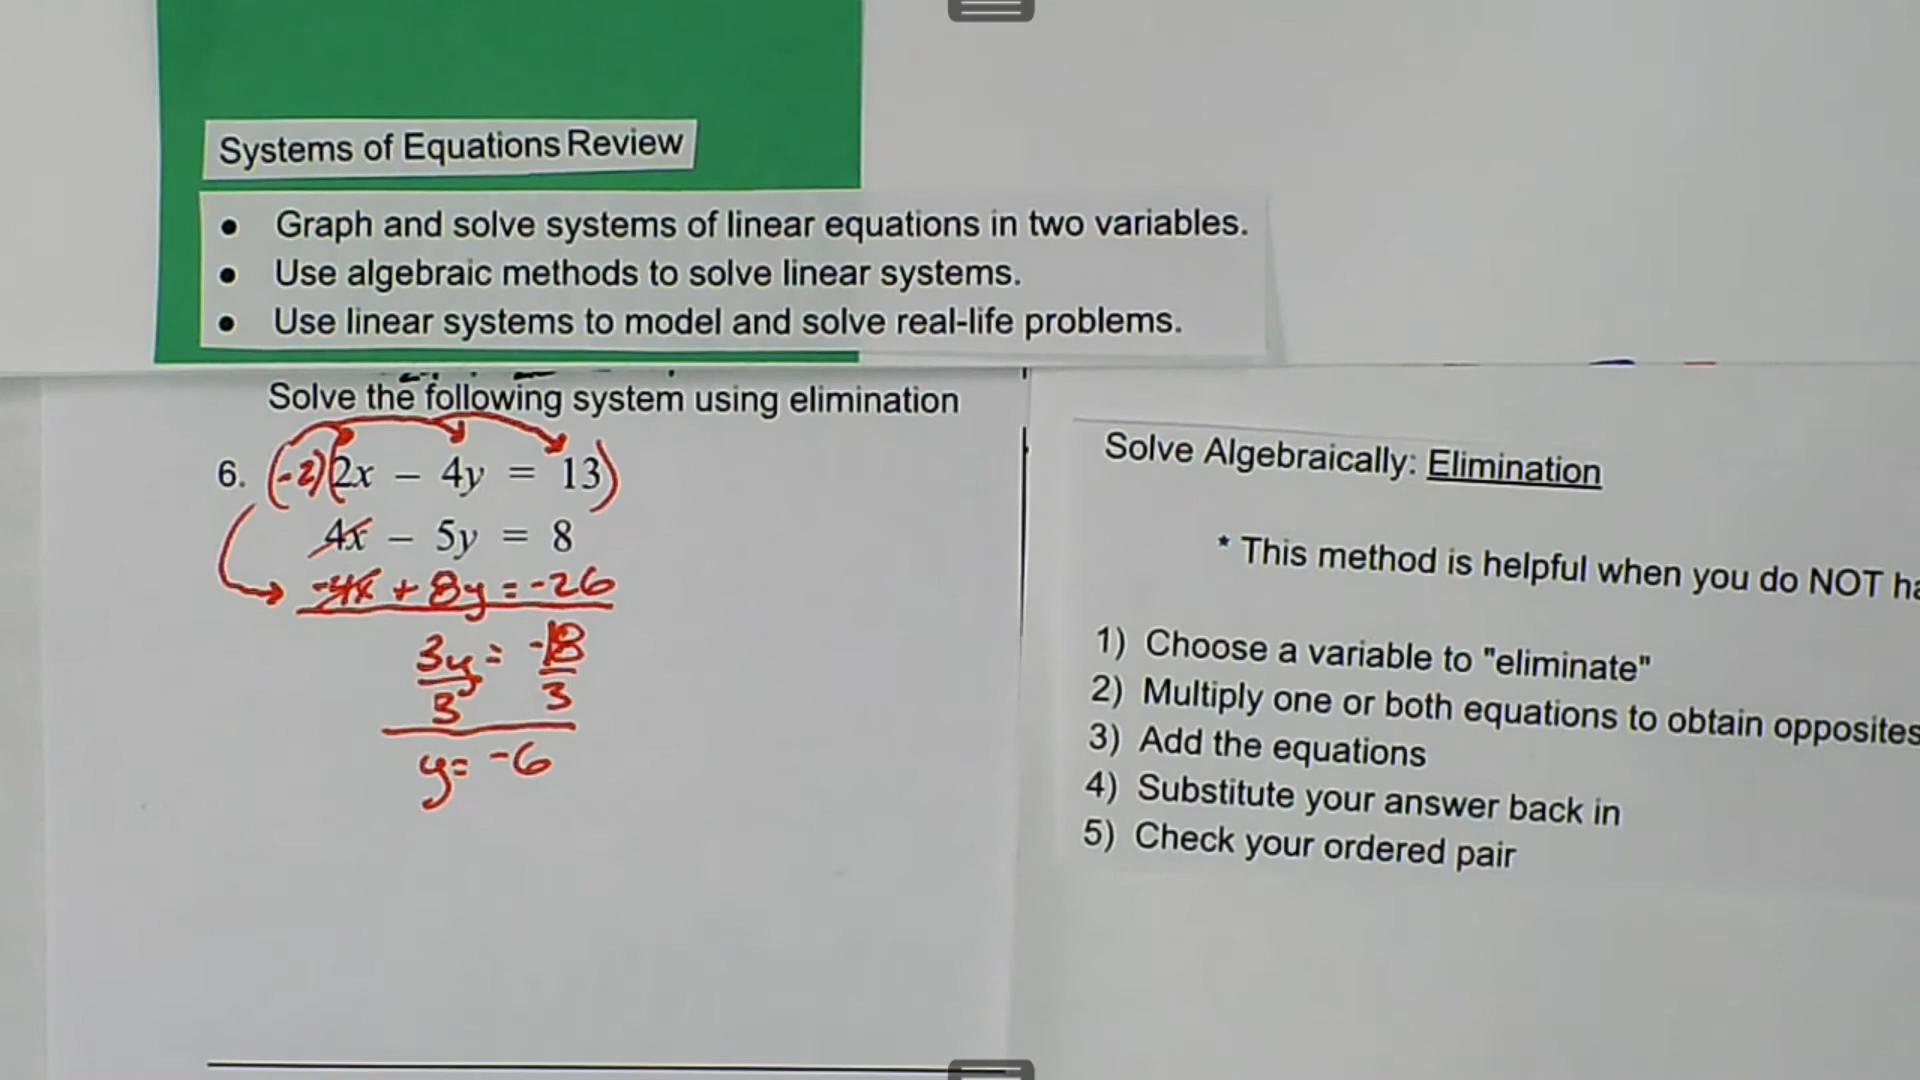 Systems of Equations Review
• Graph and solve systems of linear equations in two variables.
• Use algebraic methods to solve linear systems.
• Use linear systems to model and solve real-life problems.
Solve the following system using elimination
6. (-2)(2x – 4y = 13)
4x – 5y = 8
-4x + 8y = -26
3y = -18
3 3
y = -6
Solve Algebraically: Elimination
* This method is helpful when you do NOT
1) Choose a variable to "eliminate"
2) Multiply one or both equations to obtain opposites
3) Add the equations
4) Substitute your answer back in
5) Check your ordered pair